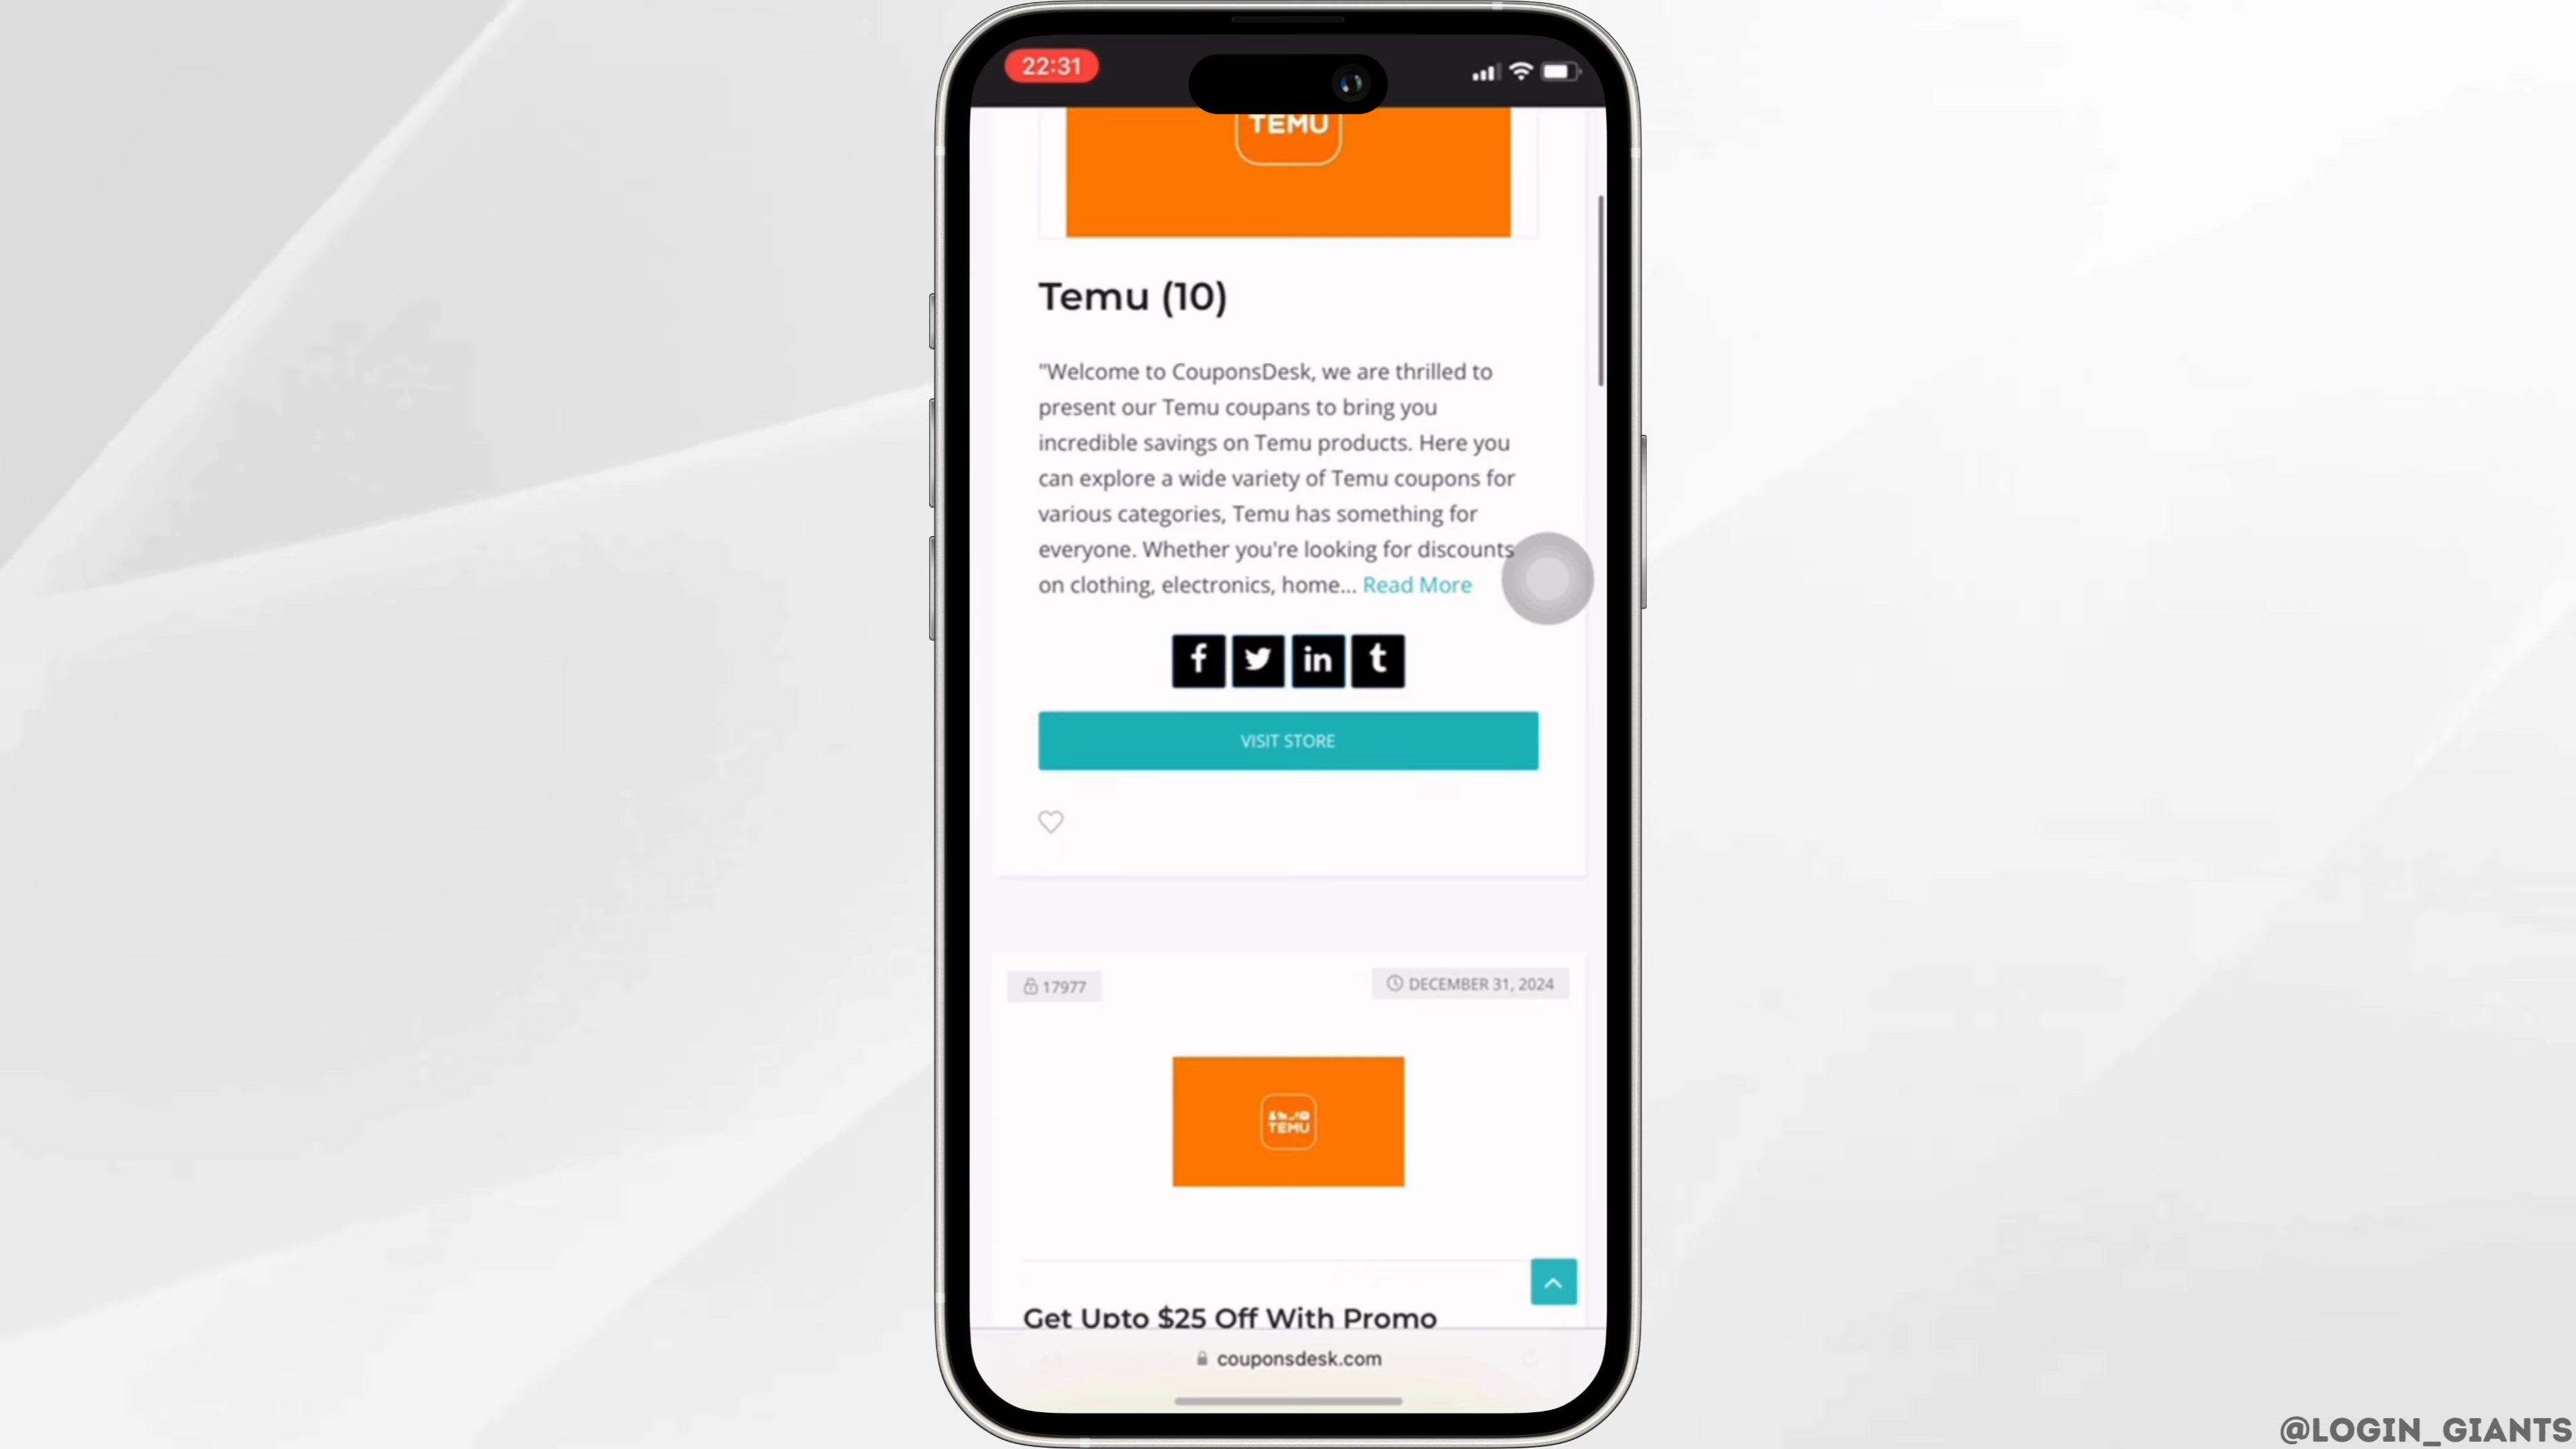 22:31
TEMU
Temu (10)
"Welcome to CouponsDesk, we are thrilled to
present our Temu coupans to bring you
incredible savings on Temu products. Here you
can explore a wide variety of Temu coupons for
various categories, Temu has something for
everyone. Whether you're looking for discounts
on clothing, electronics, home... Read More
f in t
VISIT STORE
17977
DECEMBER 31, 2024
TEMU
Get Upto $25 Off With Promo
couponsdesk.com
@LOGIN_GIANTS